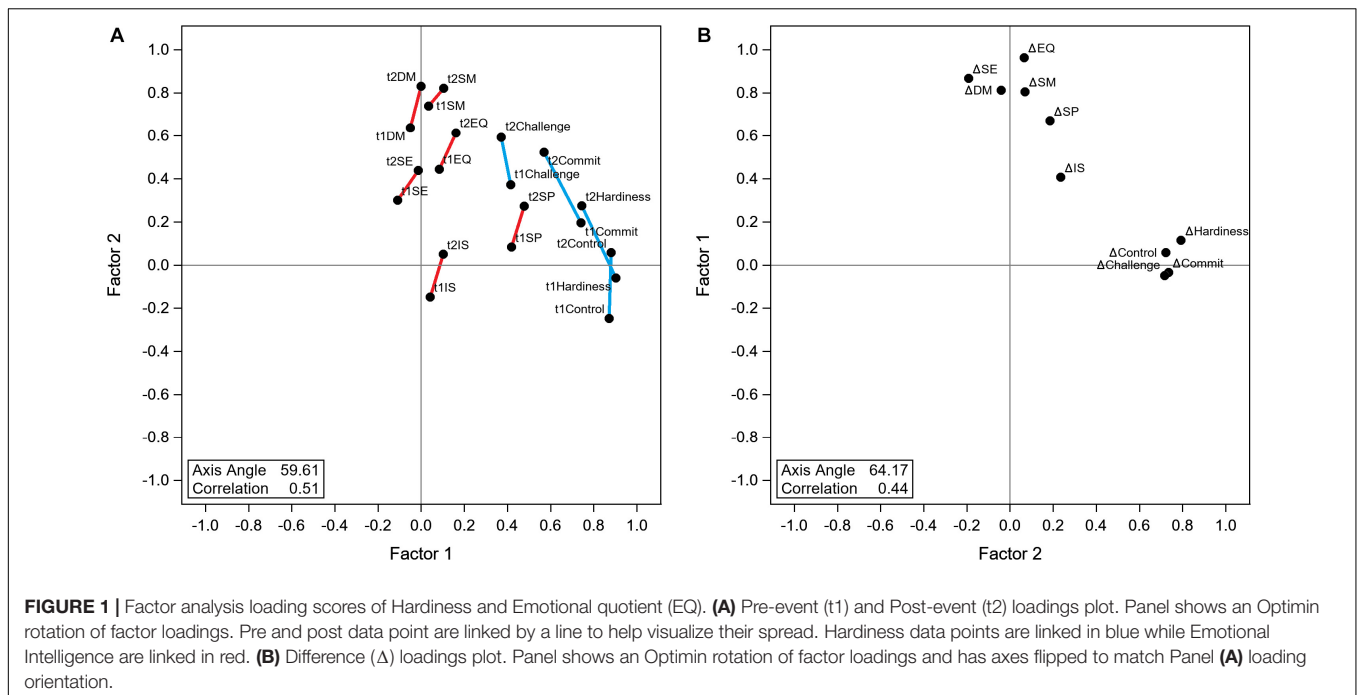 A
B
1.0
0.8
0.6
0.4
0.2
0.0
-0.2
-0.4
-0.6
-0.8
-1.0
Factor 2
t2DM
t2SM
t1SM
t1DM
t2EQ
t2Challenge
t2SE
t1EQ
t2Commit
t1Challenge
t1SE
t2SP
t2Hardiness
t1SP
t1Commit
t2Control
t2IS
t1IS
t1Hardiness
t1Control
Axis Angle 59.61
Correlation 0.51
-1.0 -0.8 -0.6 -0.4 -0.2 0.0 0.2 0.4 0.6 0.8 1.0
Factor 1
1.0
0.8
0.6
0.4
0.2
0.0
-0.2
-0.4
-0.6
-0.8
-1.0
Factor 1
ΔEQ
ΔSE
ΔDM
ΔSM
ΔSP
ΔIS
ΔHardiness
ΔControl
ΔChallenge
ΔCommit
Axis Angle 64.17
Correlation 0.44
-1.0 -0.8 -0.6 -0.4 -0.2 0.0 0.2 0.4 0.6 0.8 1.0
Factor 2
FIGURE 1 | Factor analysis loading scores of Hardiness and Emotional quotient (EQ). (A) Pre-event (t1) and Post-event (t2) loadings plot. Panel shows an Optimin
rotation of factor loadings. Pre and post data point are linked by a line to help visualize their spread. Hardiness data points are linked in blue while Emotional
Intelligence are linked in red. (B) Difference (Δ) loadings plot. Panel shows an Optimin rotation of factor loadings and has axes flipped to match Panel (A) loading
orientation.